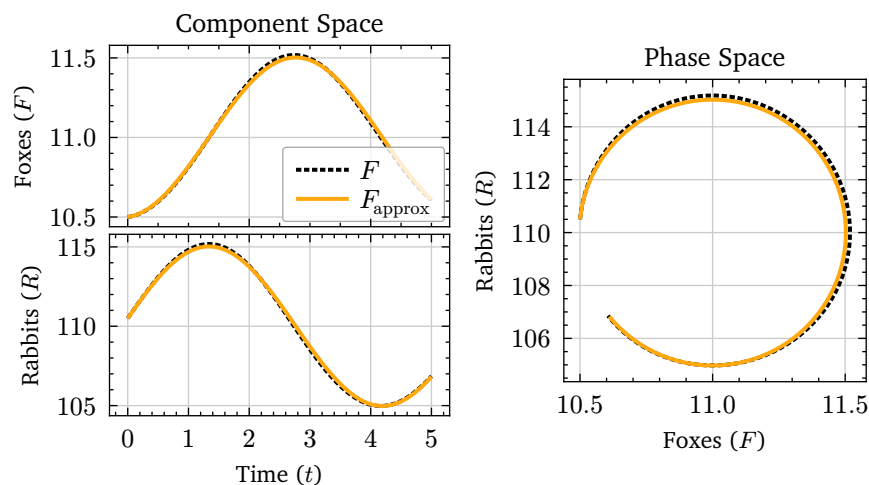 Component Space
11.5
11.0
10.5
Foxes (F)
F
F_approx
115
110
105
Rabbits (R)
0 1 2 3 4 5
Time (t)
Phase Space
114
112
110
108
106
Rabbits (R)
10.5 11.0 11.5
Foxes (F)